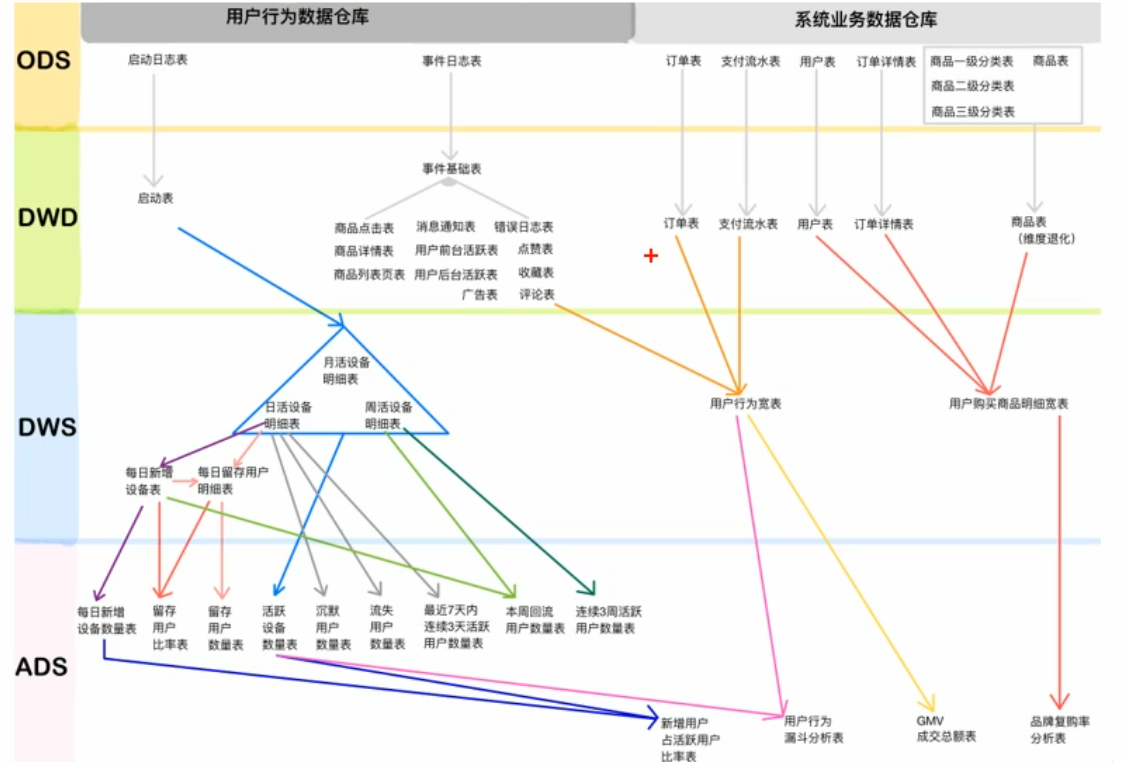 用户行为数据仓库
系统业务数据仓库
ODS
启动日志表
事件日志表
订单表
支付流水表
用户表
订单详情表
商品一级分类表
商品表
商品二级分类表
商品三级分类表
DWD
事件基础表
启动表
商品点击表
消息通知表
错误日志表
商品详情表
用户前台活跃表
点赞表
商品列表页表
用户后台活跃表
收藏表
广告表
评论表
订单表
支付流水表
用户表
订单详情表
商品表
（维度退化）
DWS
月活设备
明细表
日活设备
明细表
周活设备
明细表
用户行为宽表
用户购买商品明细宽表
每日新增
设备表
每日留存用户
明细表
ADS
每日新增
设备数量表
留存
用户
比率表
留存
用户
数量表
活跃
设备
数量表
沉默
用户
数量表
流失
用户
数量表
最近7天内
连续3天活跃
用户数量表
本周回流
用户数量表
连续3周活跃
用户数量表
新增用户
占活跃用户
比率表
用户行为
漏斗分析表
GMV
成交总额表
品牌复购率
分析表